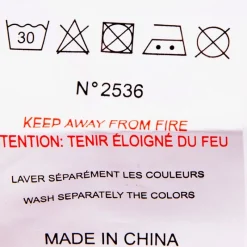 30
N°2536
KEEP AWAY FROM FIRE
TENTION: TENIR ÉLOIGNÉ DU FEU
LAVER SÉPARÉMENT LES COULEURS
WASH SEPARATELY THE COLORS
MADE IN CHINA